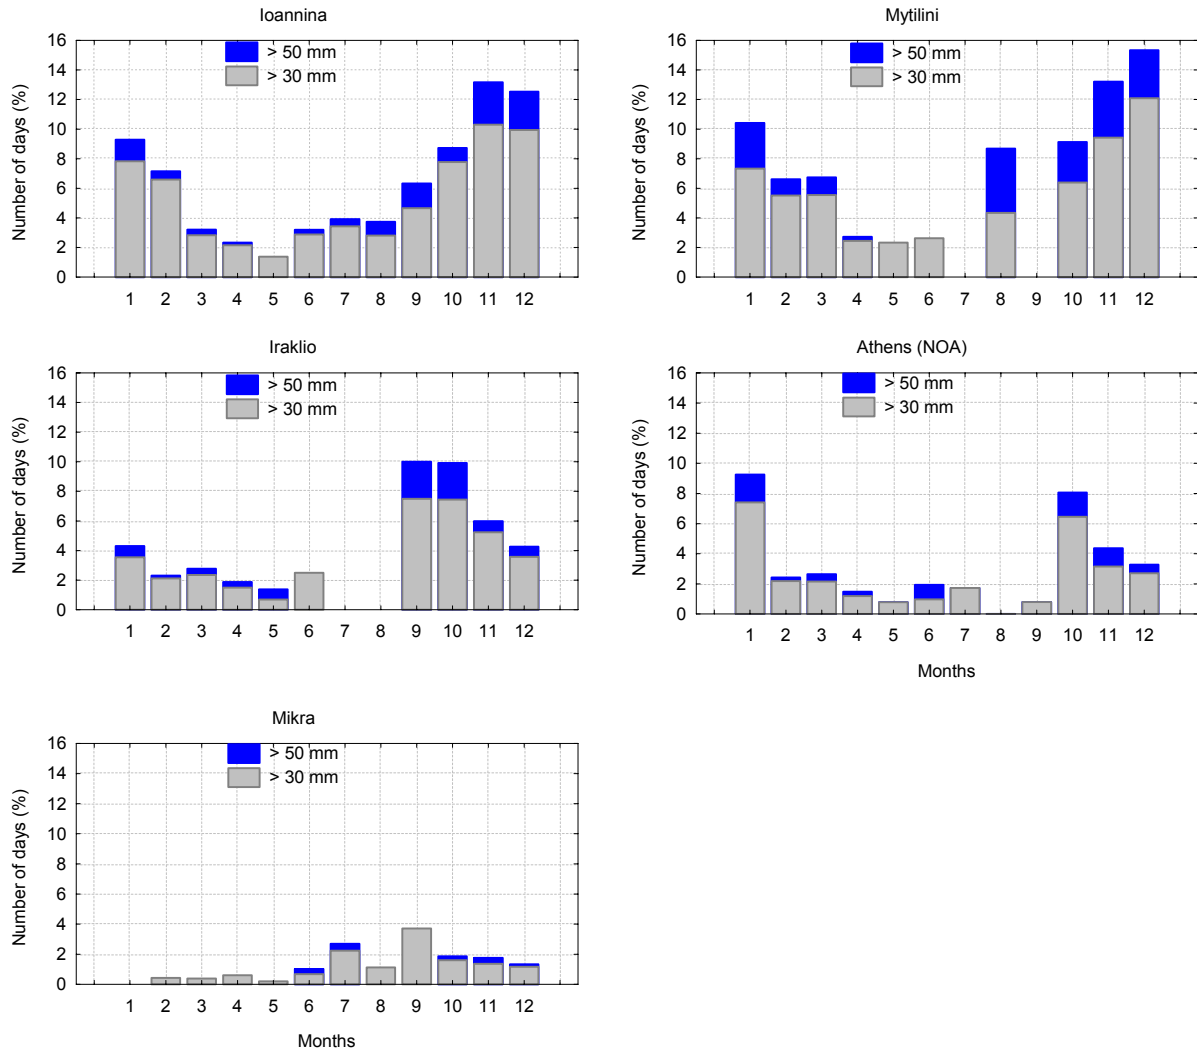 Ioannina
Number of days (%)
16
14
12
10
8
6
4
2
0
> 50 mm
> 30 mm
1 2 3 4 5 6 7 8 9 10 11 12
Mytilini
Number of days (%)
16
14
12
10
8
6
4
2
0
> 50 mm
> 30 mm
1 2 3 4 5 6 7 8 9 10 11 12
Iraklio
Number of days (%)
16
14
12
10
8
6
4
2
0
> 50 mm
> 30 mm
1 2 3 4 5 6 7 8 9 10 11 12
Athens (NOA)
Number of days (%)
16
14
12
10
8
6
4
2
0
> 50 mm
> 30 mm
1 2 3 4 5 6 7 8 9 10 11 12
Months
Mikra
Number of days (%)
16
14
12
10
8
6
4
2
0
> 50 mm
> 30 mm
1 2 3 4 5 6 7 8 9 10 11 12
Months